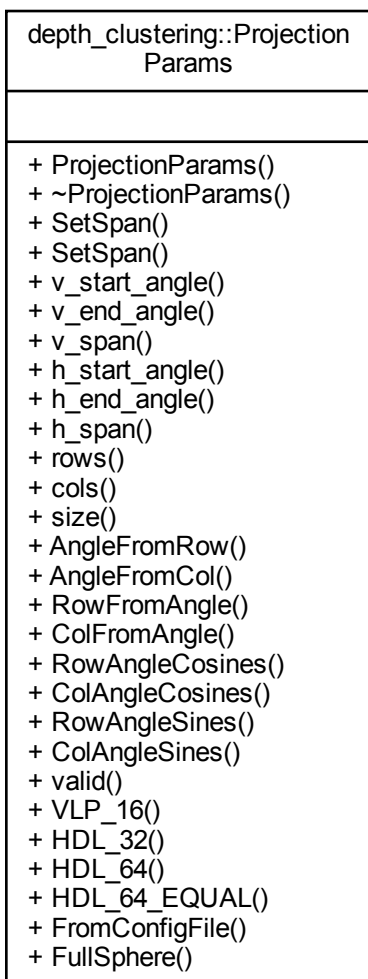 depth_clustering::Projection
Params
+ ProjectionParams()
+ ~ProjectionParams()
+ SetSpan()
+ SetSpan()
+ v_start_angle()
+ v_end_angle()
+ v_span()
+ h_start_angle()
+ h_end_angle()
+ h_span()
+ rows()
+ cols()
+ size()
+ AngleFromRow()
+ AngleFromCol()
+ RowFromAngle()
+ ColFromAngle()
+ RowAngleCosines()
+ ColAngleCosines()
+ RowAngleSines()
+ ColAngleSines()
+ valid()
+ VLP_16()
+ HDL_32()
+ HDL_64()
+ HDL_64_EQUAL()
+ FromConfigFile()
+ FullSphere()